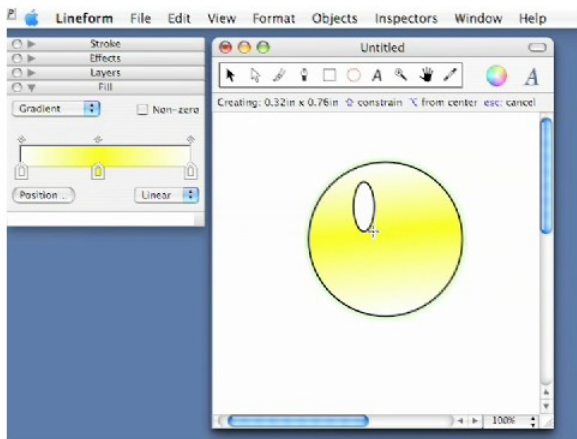 Lineform File Edit View Format Objects Inspectors Window Help
Stroke
Effects
Layers
Fill
Gradient
Non-zero
Position ..
Linear
Untitled
A
A
Creating: 0.32in x 0.76in ⇧ constrain ⌥ from center esc: cancel
100%